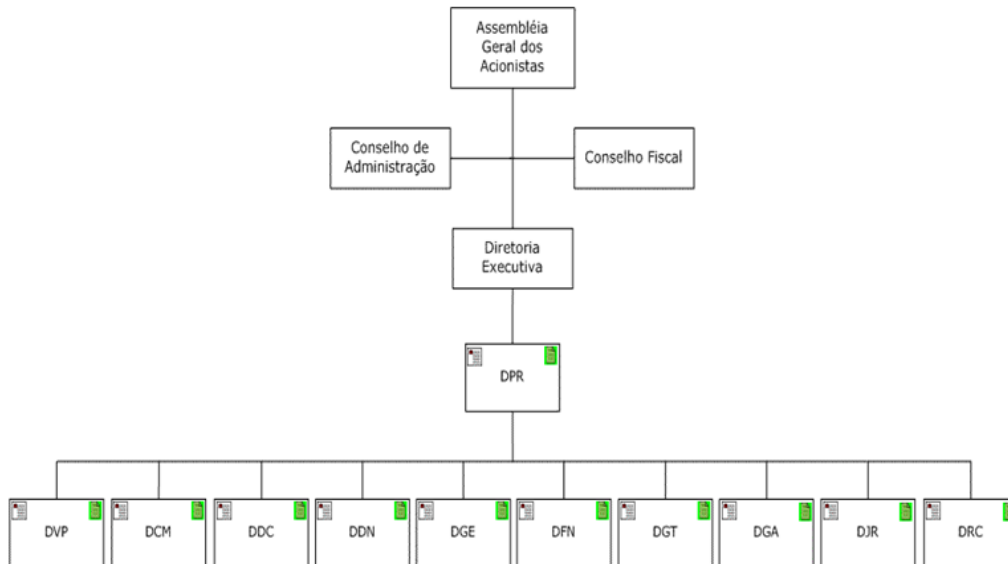 Assembléia
Geral dos
Acionistas
Conselho de
Administração
Conselho Fiscal
Diretoria
Executiva
DPR
DVP
DCM
DDC
DDN
DGE
DFN
DGT
DGA
DJR
DRC